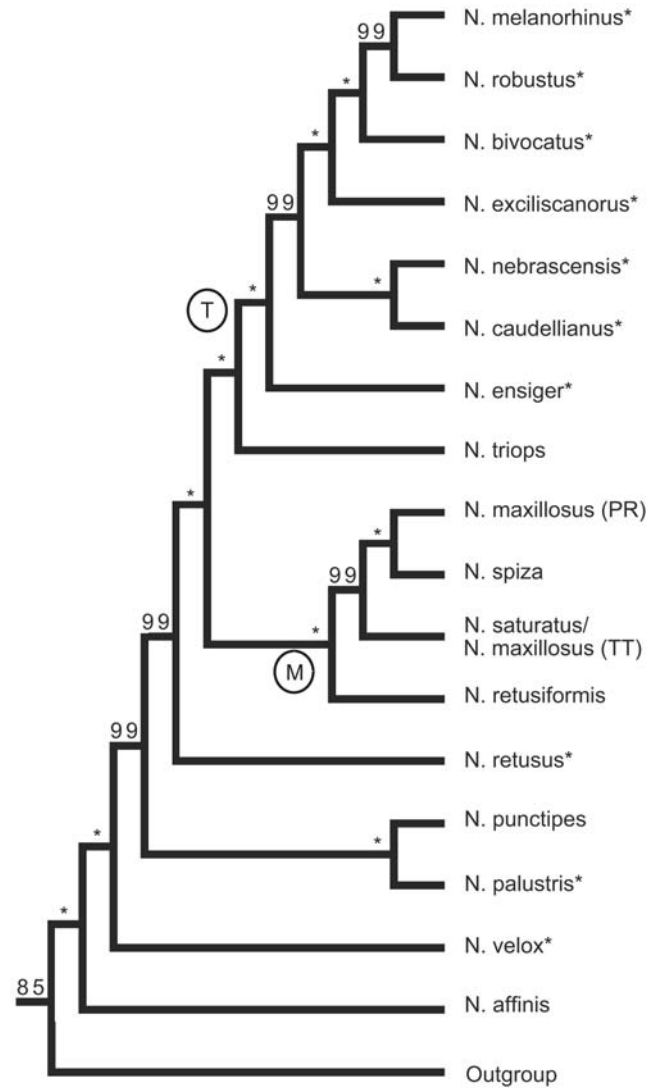 99
N. melanorhinus*
*
N. robustus*
*
N. bivocatus*
99
N. exciliscanorus*
*
N. nebrascensis*
*
T
N. caudellianus*
*
N. ensiger*
N. triops
*
N. maxillosus (PR)
*
99
N. spiza
99
*
N. saturatus/
N. maxillosus (TT)
M
N. retusiformis
99
N. retusus*
*
N. punctipes
*
N. palustris*
*
N. velox*
85
N. affinis
Outgroup